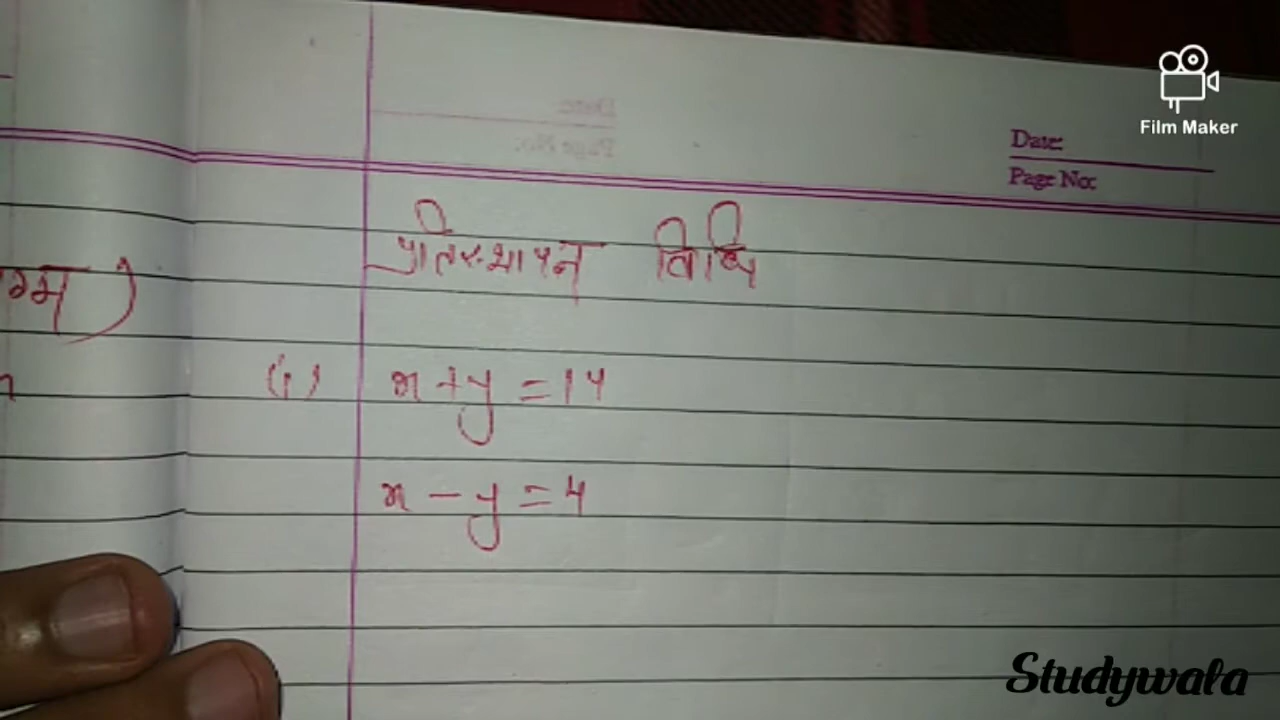 Film Maker
Date:
Page No:
प्रतिस्थापन विधि
ग्म)
(i) x + y = 14
x - y = 4
Studywala